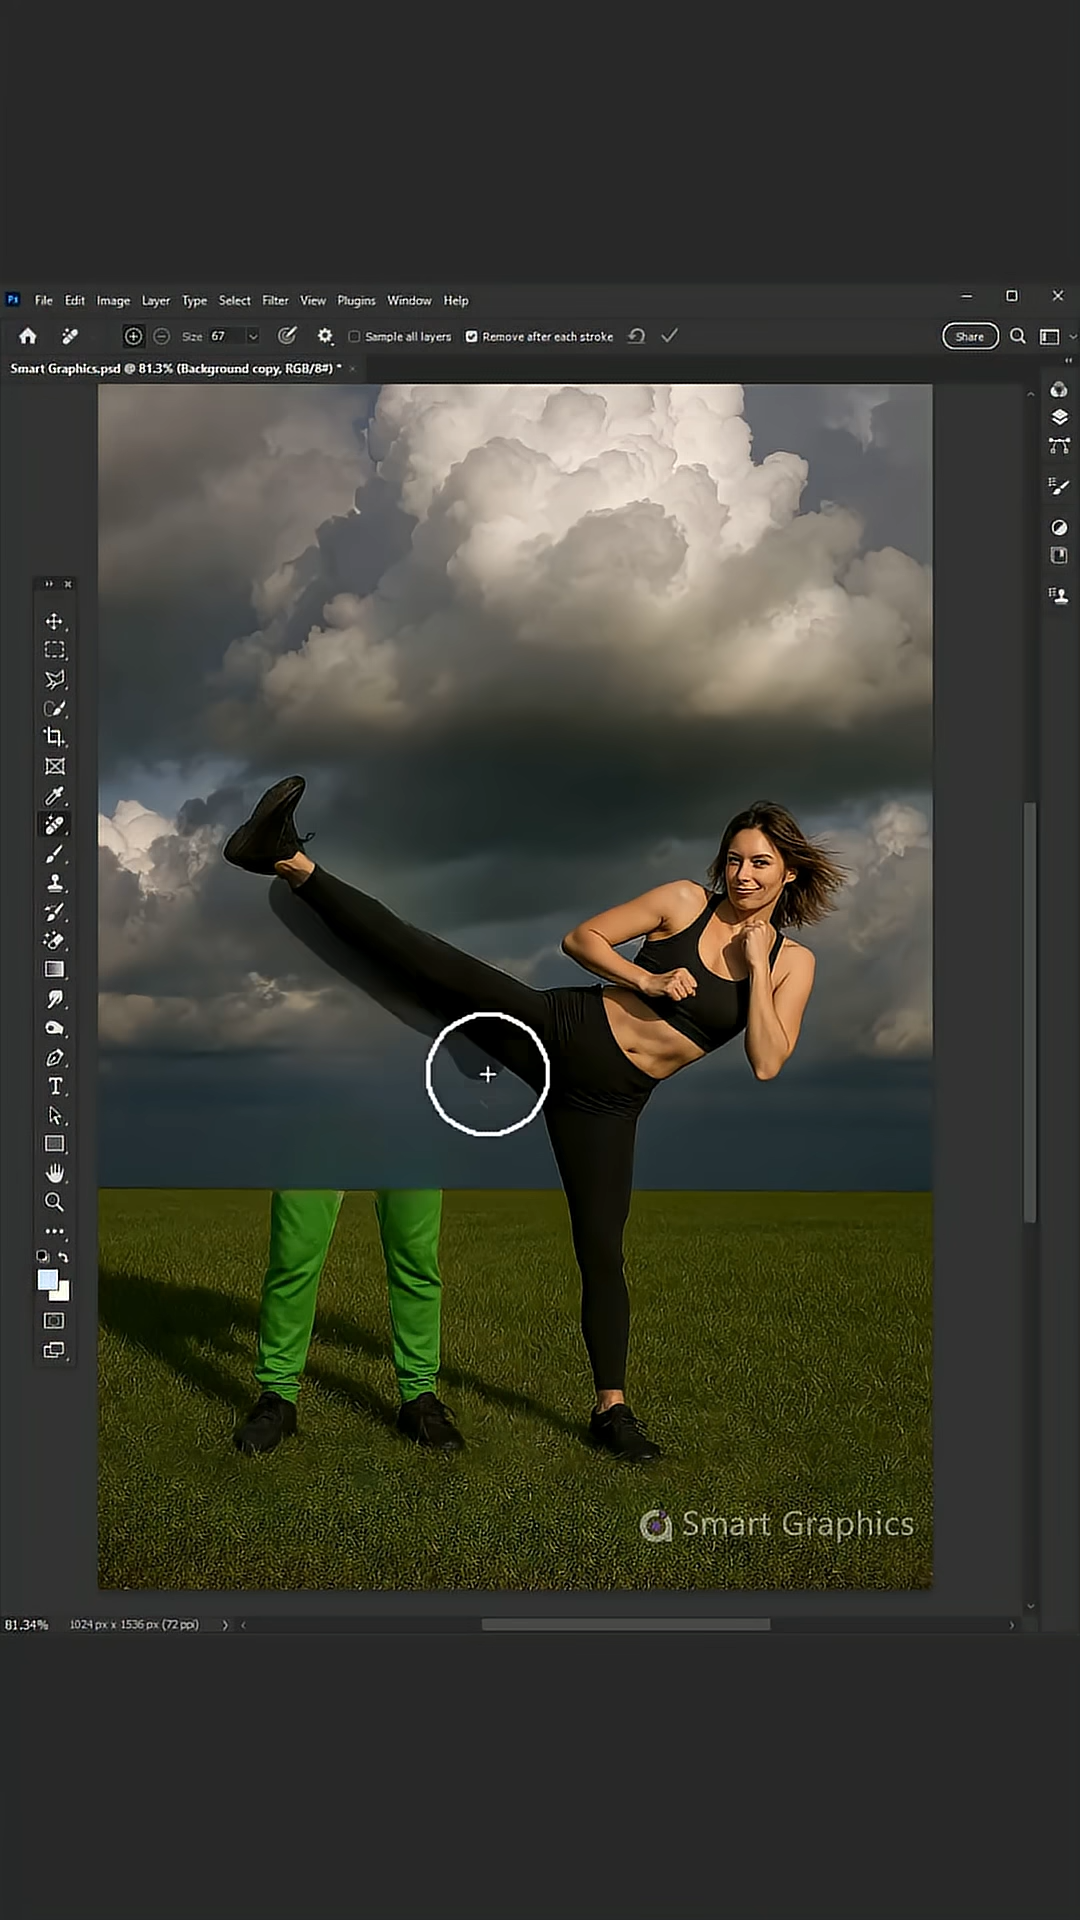 Ps File Edit Image Layer Type Select Filter View Plugins Window Help
Size 67 Sample all layers Remove after each stroke Share
Smart Graphics.psd @ 81.3% (Background copy, RGB/8#) *
T
Smart Graphics
81.34% 1024 px x 1536 px (72 ppi)